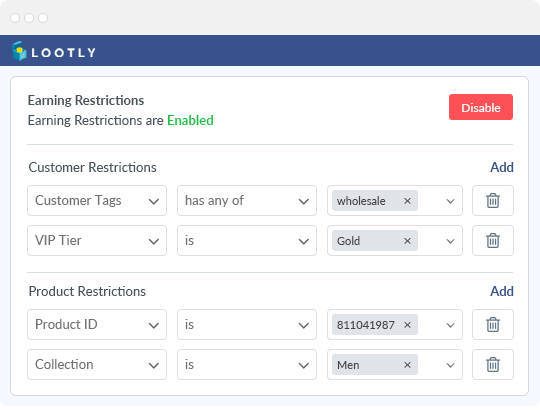 LOOTLY
Earning Restrictions
Disable
Earning Restrictions are Enabled
Customer Restrictions Add
Customer Tags has any of wholesale ×
VIP Tier is Gold ×
Product Restrictions Add
Product ID is 811041987 ×
Collection is Men ×